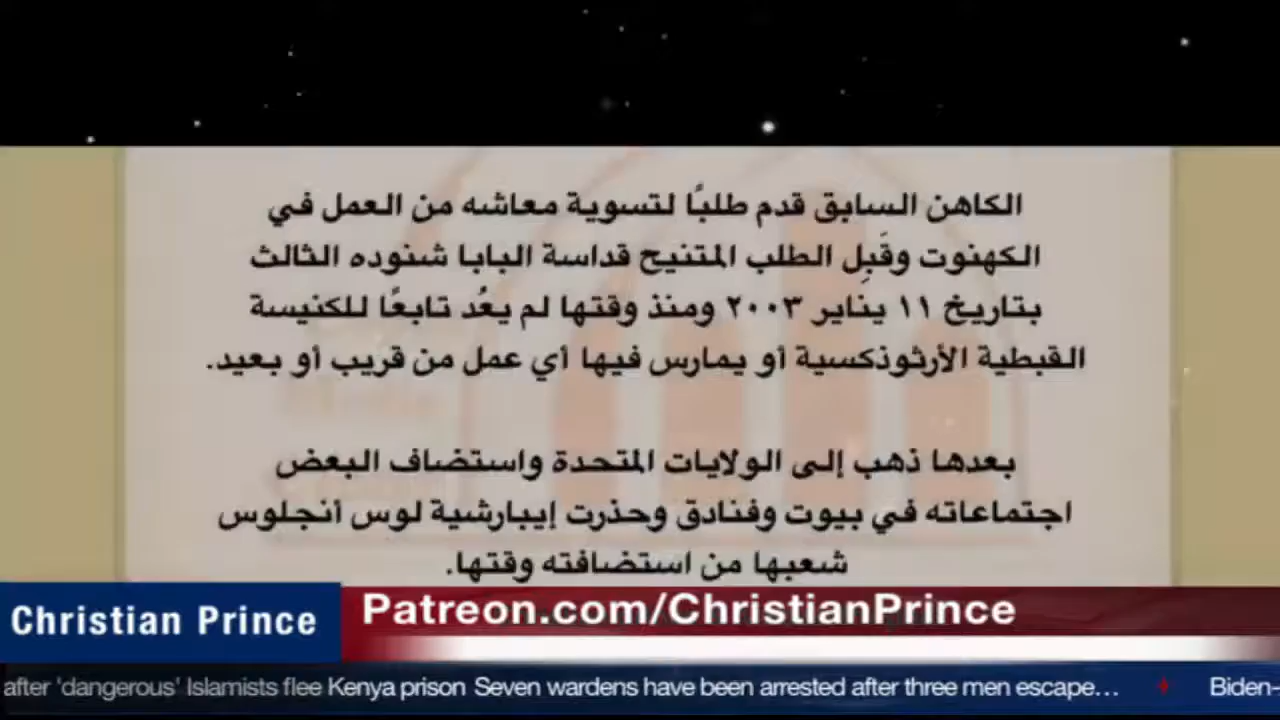 الكاهن السابق قدم طلبًا لتسوية معاشه من العمل في
الكهنوت وقَبِل الطلب المتنيح قداسة البابا شنوده الثالث
بتاريخ ١١ يناير ٢٠٠٣ ومنذ وقتها لم يعُد تابعًا للكنيسة
القبطية الأرثوذكسية أو يمارس فيها أي عمل من قريب أو بعيد.
بعدها ذهب إلى الولايات المتحدة واستضاف البعض
اجتماعاته في بيوت وفنادق وحذرت إيبارشية لوس أنجلوس
شعبها من استضافته وقتها.
Christian Prince
Patreon.com/ChristianPrince
after 'dangerous' Islamists flee Kenya prison Seven wardens have been arrested after three men escape… Biden-